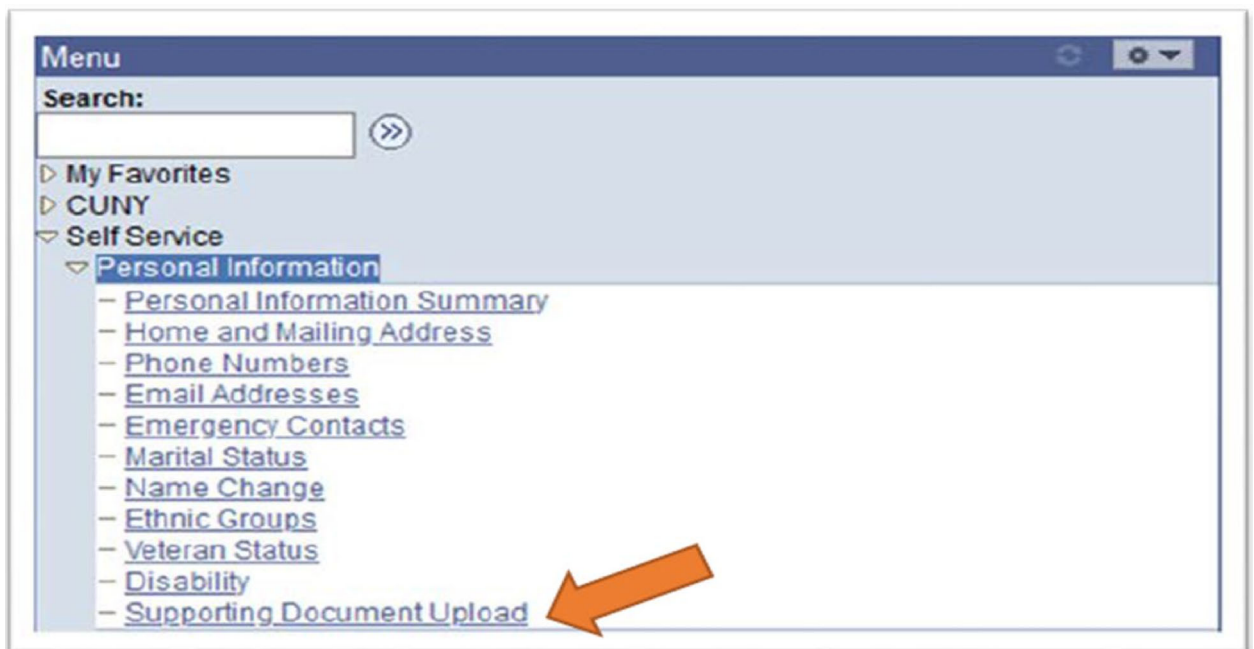 Menu
Search:
My Favorites
CUNY
Self Service
Personal Information
– Personal Information Summary
– Home and Mailing Address
– Phone Numbers
– Email Addresses
– Emergency Contacts
– Marital Status
– Name Change
– Ethnic Groups
– Veteran Status
– Disability
– Supporting Document Upload